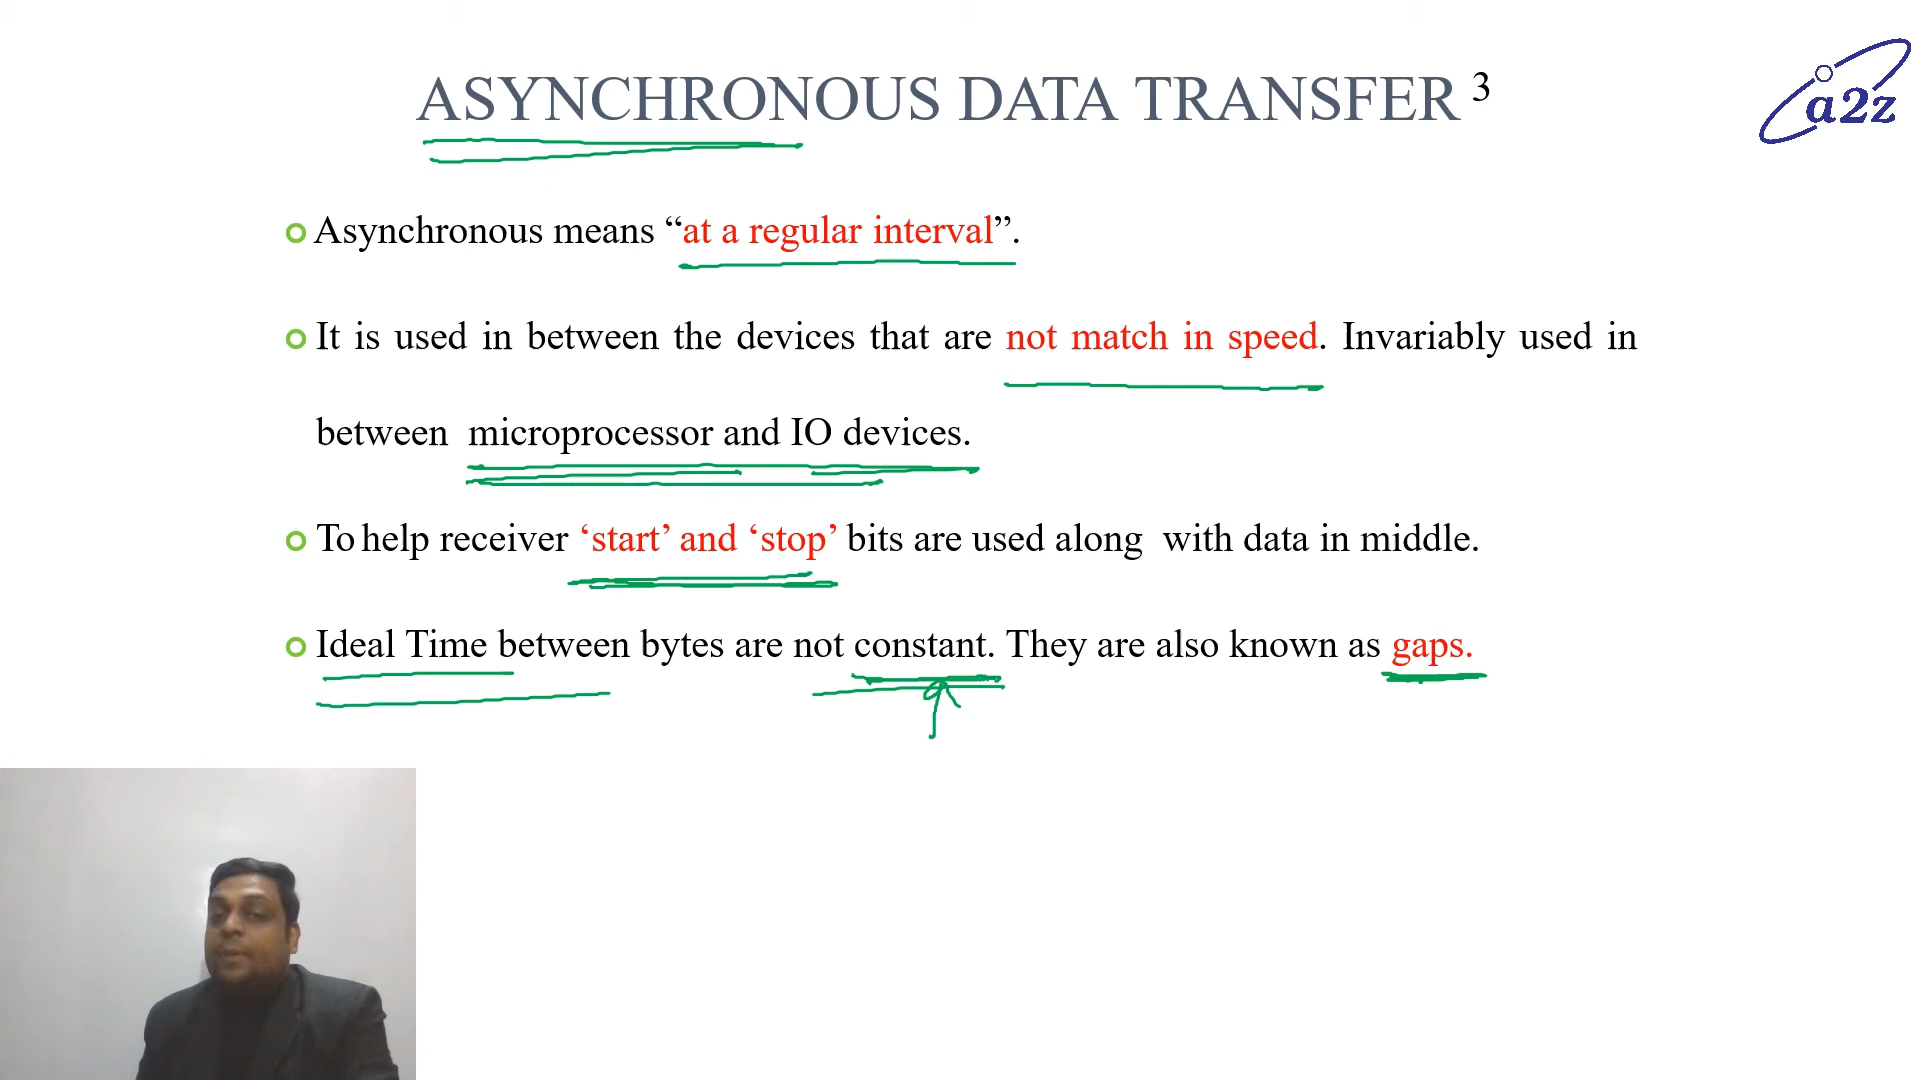 ASYNCHRONOUS DATA TRANSFER 3
a2z
Asynchronous means “at a regular interval”.
It is used in between the devices that are not match in speed. Invariably used in
between microprocessor and IO devices.
To help receiver ‘start’ and ‘stop’ bits are used along with data in middle.
Ideal Time between bytes are not constant. They are also known as gaps.